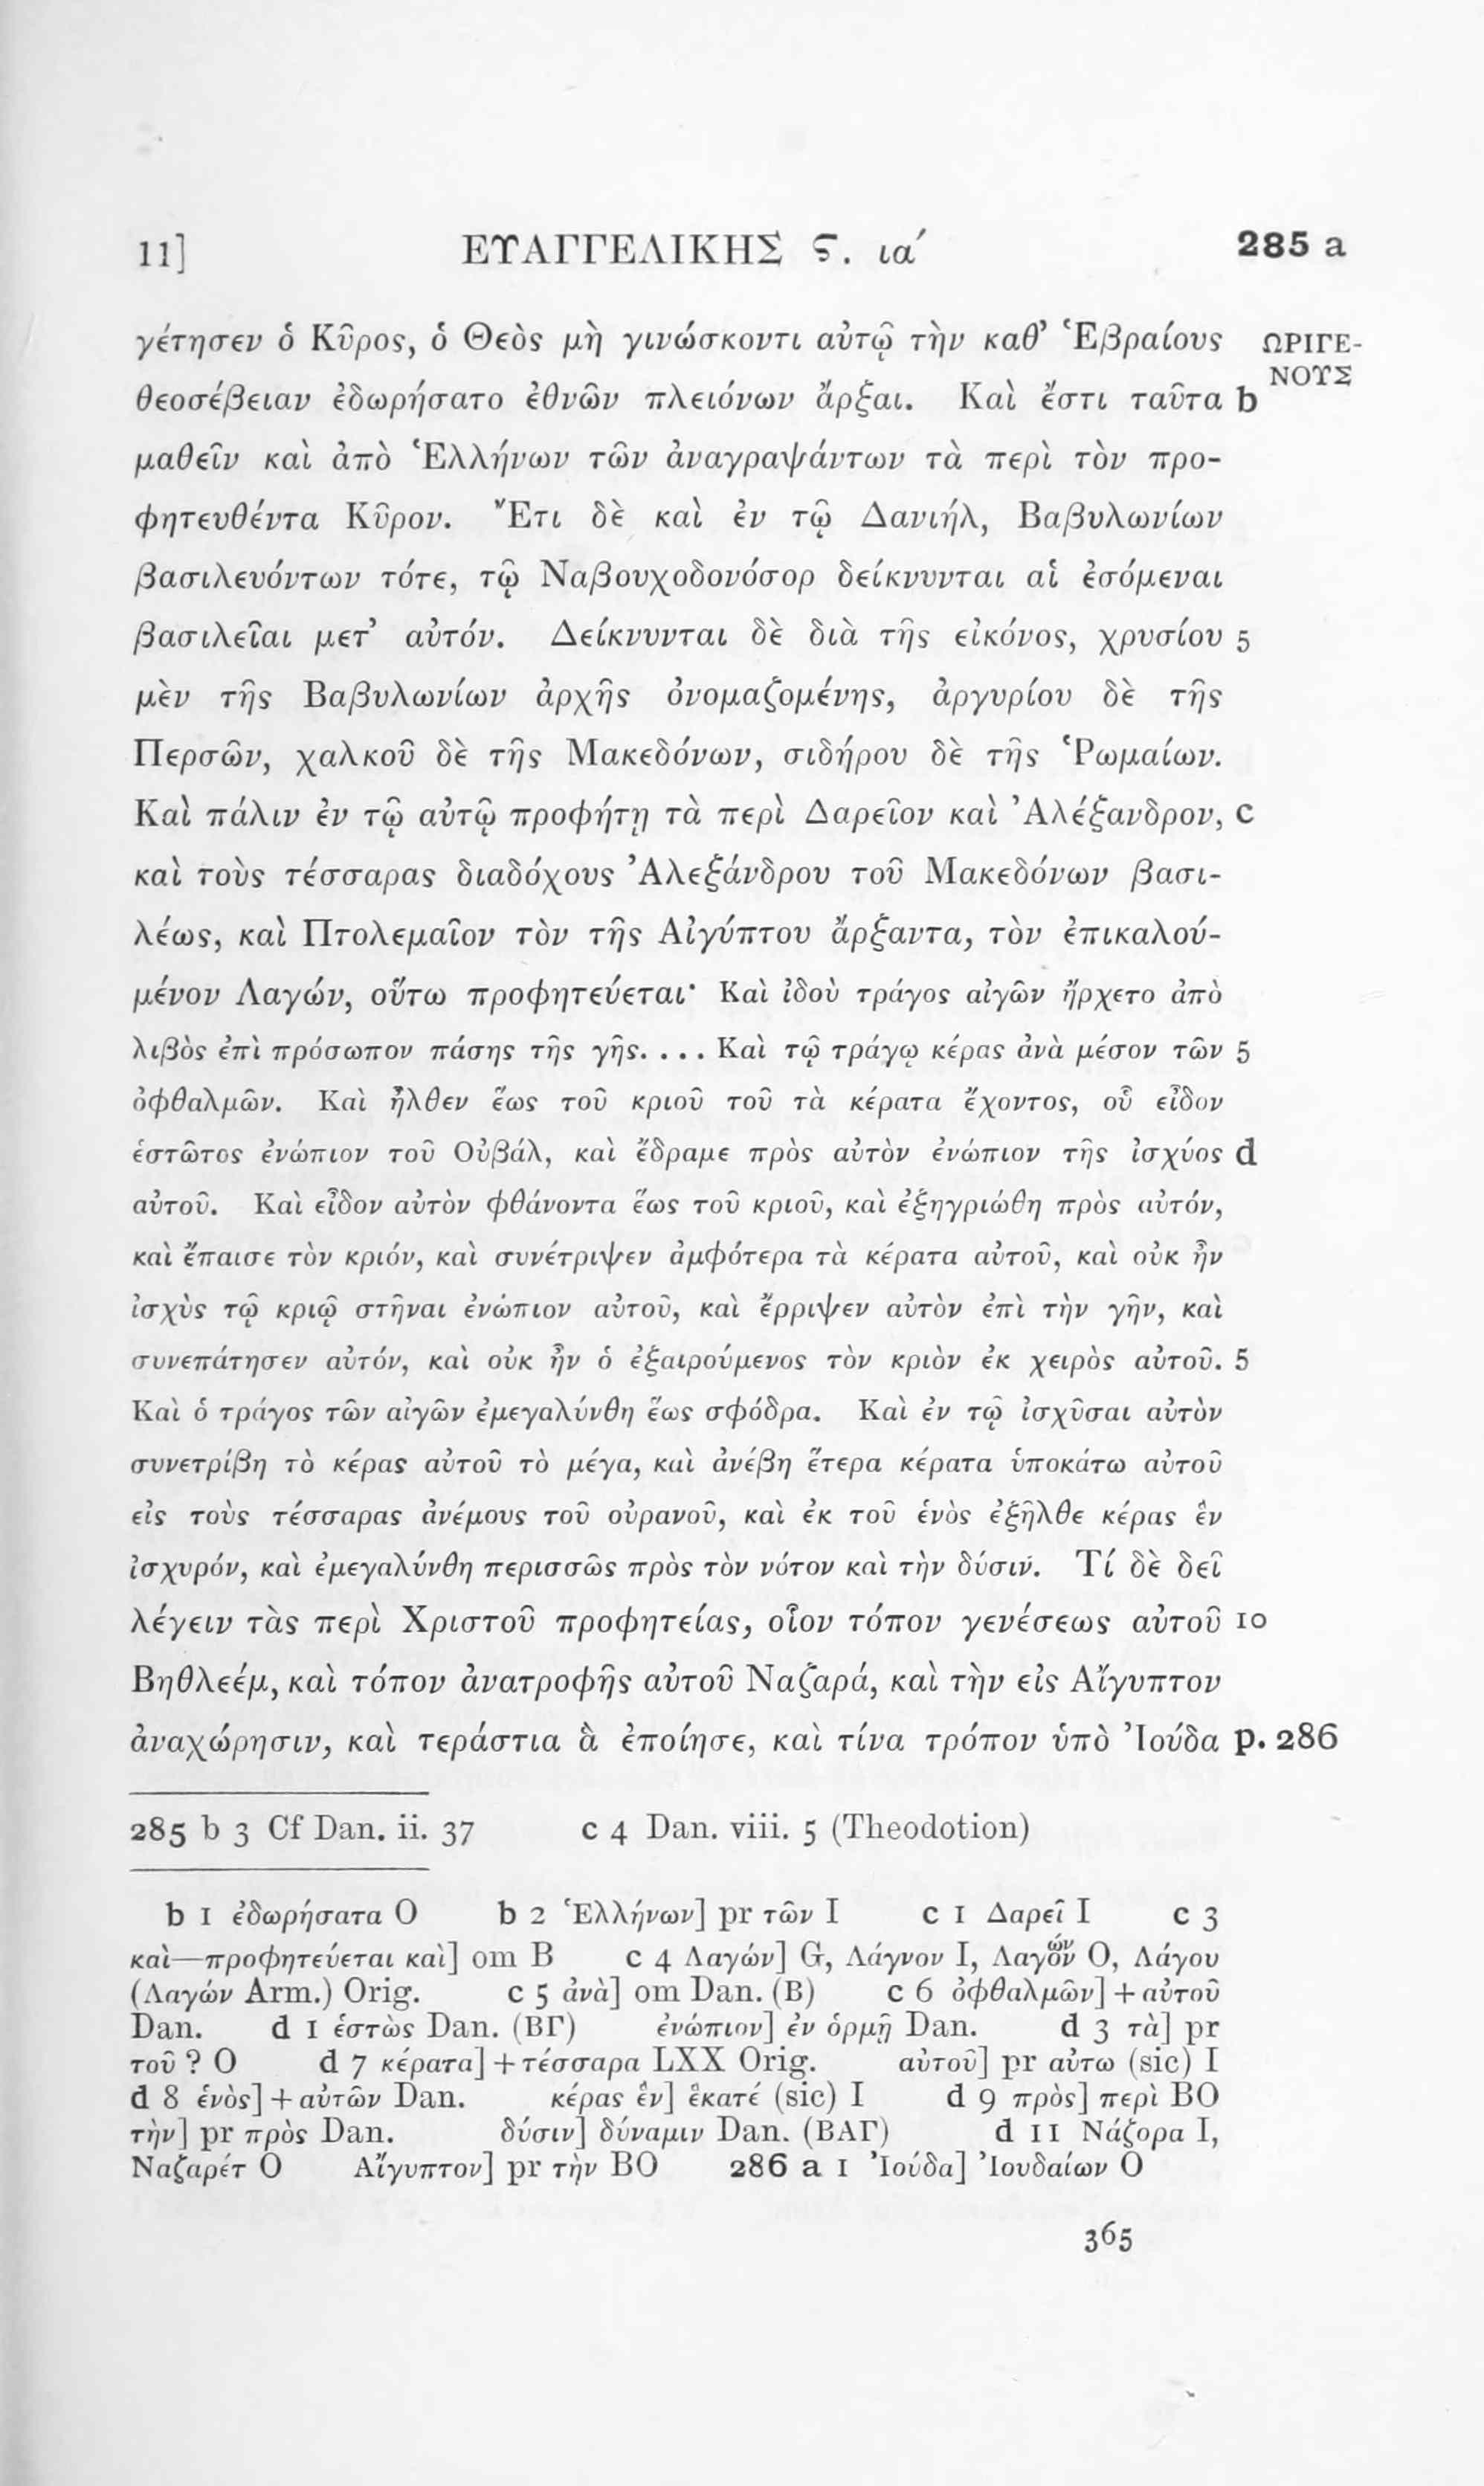 11] ΕΥΑΓΓΕΛΙΚΗΣ Ϛ. ια´ 285 a
γέτησεν ὁ Κῦρος, ὁ Θεὸς μὴ γινώσκοντι αὐτῷ τὴν καθ’ Ἑβραίους ΩΡΙΓΕ-
θεοσέβειαν ἐδωρήσατο ἐθνῶν πλειόνων ἄρξαι. Καὶ ἔστι ταῦτα b ΝΟΥΣ
μαθεῖν καὶ ἀπὸ Ἑλλήνων τῶν ἀναγραψάντων τὰ περὶ τὸν προ-
φητευθέντα Κῦρον. Ἔτι δὲ καὶ ἐν τῷ Δανιήλ, Βαβυλωνίων
βασιλευόντων τότε, τῷ Ναβουχοδονόσορ δείκνυνται αἱ ἐσόμεναι
βασιλεῖαι μετ’ αὐτόν. Δείκνυνται δὲ διὰ τῆς εἰκόνος, χρυσίου 5
μὲν τῆς Βαβυλωνίων ἀρχῆς ὀνομαζομένης, ἀργυρίου δὲ τῆς
Περσῶν, χαλκοῦ δὲ τῆς Μακεδόνων, σιδήρου δὲ τῆς Ῥωμαίων.
Καὶ πάλιν ἐν τῷ αὐτῷ προφήτῃ τὰ περὶ Δαρεῖον καὶ Ἀλέξανδρον, c
καὶ τοὺς τέσσαρας διαδόχους Ἀλεξάνδρου τοῦ Μακεδόνων βασι-
λέως, καὶ Πτολεμαῖον τὸν τῆς Αἰγύπτου ἄρξαντα, τὸν ἐπικαλού-
μένον Λαγών, οὕτω προφητεύεται· Καὶ ἰδοὺ τράγος αἰγῶν ἤρχετο ἀπὸ
λιβὸς ἐπὶ πρόσωπον πάσης τῆς γῆς. . . . Καὶ τῷ τράγῳ κέρας ἀνὰ μέσον τῶν 5
ὀφθαλμῶν. Καὶ ἦλθεν ἕως τοῦ κριοῦ τοῦ τὰ κέρατα ἔχοντος, οὗ εἶδον
ἑστῶτος ἐνώπιον τοῦ Οὐβάλ, καὶ ἔδραμε πρὸς αὐτὸν ἐνώπιον τῆς ἰσχύος d
αὐτοῦ. Καὶ εἶδον αὐτὸν φθάνοντα ἕως τοῦ κριοῦ, καὶ ἐξηγριώθη πρὸς αὐτόν,
καὶ ἔπαισε τὸν κριόν, καὶ συνέτριψεν ἀμφότερα τὰ κέρατα αὐτοῦ, καὶ οὐκ ἦν
ἰσχὺς τῷ κριῷ στῆναι ἐνώπιον αὐτοῦ, καὶ ἔρριψεν αὐτὸν ἐπὶ τὴν γῆν, καὶ
συνεπάτησεν αὐτόν, καὶ οὐκ ἦν ὁ ἐξαιρούμενος τὸν κριὸν ἐκ χειρὸς αὐτοῦ. 5
Καὶ ὁ τράγος τῶν αἰγῶν ἐμεγαλύνθη ἕως σφόδρα. Καὶ ἐν τῷ ἰσχῦσαι αὐτὸν
συνετρίβη τὸ κέρας αὐτοῦ τὸ μέγα, καὶ ἀνέβη ἕτερα κέρατα ὑποκάτω αὐτοῦ
εἰς τοὺς τέσσαρας ἀνέμους τοῦ οὐρανοῦ, καὶ ἐκ τοῦ ἑνὸς ἐξῆλθε κέρας ἓν
ἰσχυρόν, καὶ ἐμεγαλύνθη περισσῶς πρὸς τὸν νότον καὶ τὴν δύσιν. Τί δὲ δεῖ
λέγειν τὰς περὶ Χριστοῦ προφητείας, οἷον τόπον γενέσεως αὐτοῦ 10
Βηθλεέμ, καὶ τόπον ἀνατροφῆς αὐτοῦ Ναζαρά, καὶ τὴν εἰς Αἴγυπτον
ἀναχώρησιν, καὶ τεράστια ἃ ἐποίησε, καὶ τίνα τρόπον ὑπὸ Ἰούδα p. 286
285 b 3 Cf Dan. ii. 37 c 4 Dan. viii. 5 (Theodotion)
b 1 ἐδωρήσατα O b 2 Ἑλλήνων] pr τῶν I c 1 Δαρεῖ I c 3
καὶ—προφητεύεται καὶ] om B c 4 Λαγών] G, Λάγνον I, Λαγὸνών O, Λάγου
(Λαγών Arm.) Orig. c 5 ἀνὰ] om Dan. (B) c 6 ὀφθαλμῶν] + αὐτοῦ
Dan. d 1 ἑστὼς Dan. (BΓ) ἐνώπιον] ἐν ὁρμῇ Dan. d 3 τὰ] pr
τοῦ ? O d 7 κέρατα] + τέσσαρα LXX Orig. αὐτοῦ] pr αὐτω (sic) I
d 8 ἑνὸς] + αὐτῶν Dan. κέρας ἓν] ἑκατέ (sic) I d 9 πρὸς] περὶ BO
τὴν] pr πρὸς Dan. δύσιν] δύναμιν Dan. (BAΓ) d 11 Νάζορα I,
Ναζαρέτ O Αἴγυπτον] pr τὴν BO 286 a 1 Ἰούδα] Ἰουδαίων O
365